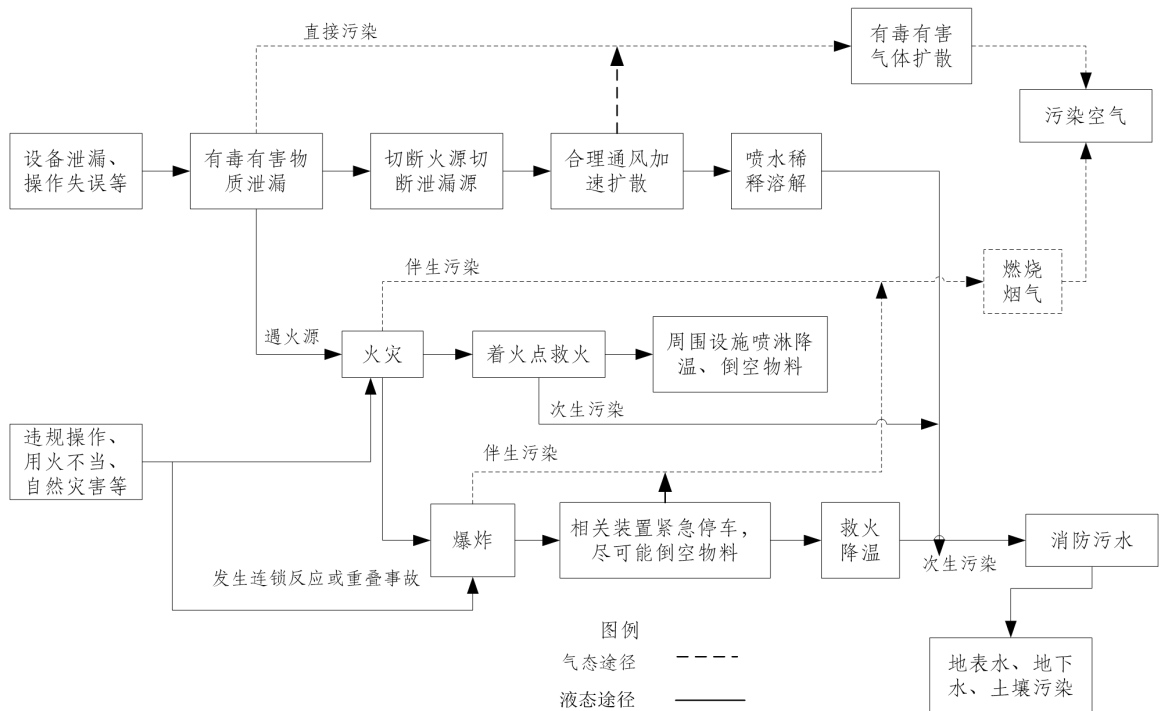 直接污染
有毒有害
气体扩散
污染空气
设备泄漏、
操作失误等
有毒有害物
质泄漏
切断火源切
断泄漏源
合理通风加
速扩散
喷水稀
释溶解
伴生污染
燃烧
烟气
遇火源
火灾
着火点救火
周围设施喷淋降
温、倒空物料
次生污染
违规操作、
用火不当、
自然灾害等
伴生污染
爆炸
相关装置紧急停车，
尽可能倒空物料
救火
降温
消防污水
次生污染
发生连锁反应或重叠事故
地表水、地下
水、土壤污染
图例
气态途径
液态途径